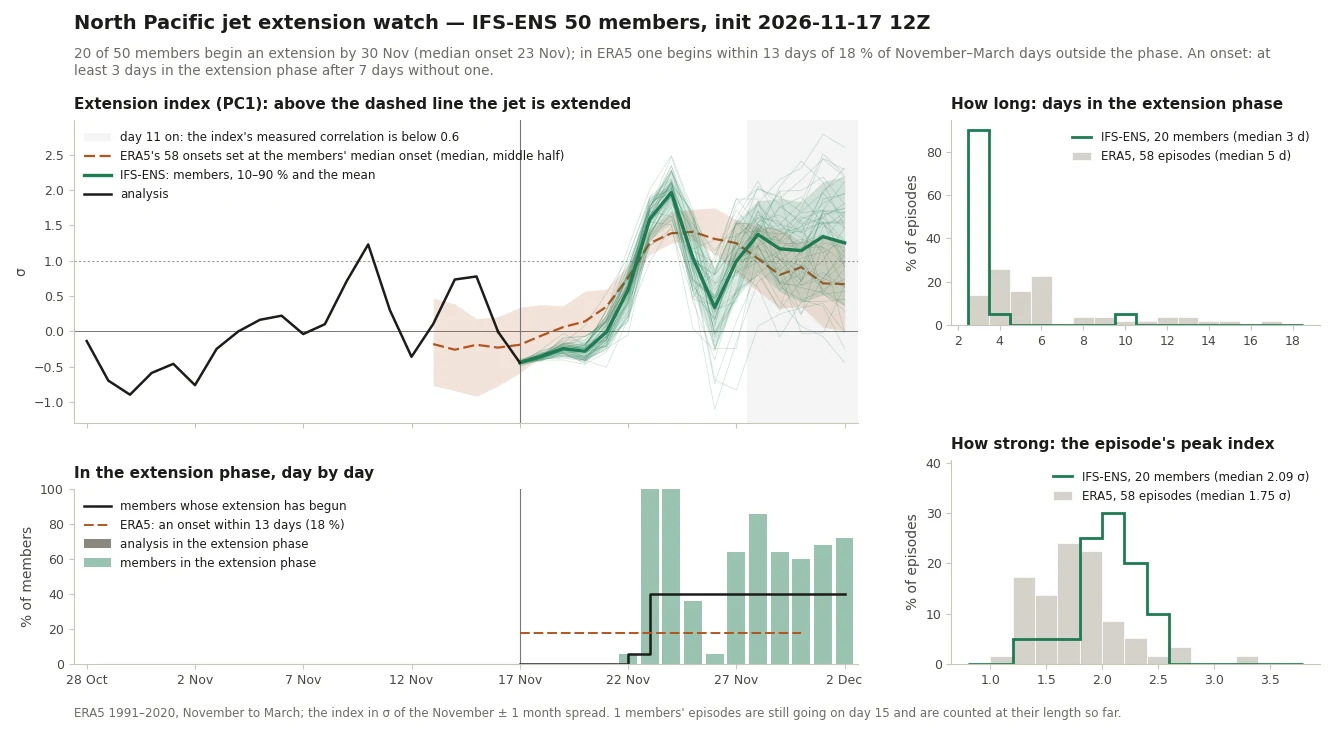 North Pacific jet extension watch — IFS-ENS 50 members, init 2026-11-17 12Z
20 of 50 members begin an extension by 30 Nov (median onset 23 Nov); in ERA5 one begins within 13 days of 18 % of November–March days outside the phase. An onset: at
least 3 days in the extension phase after 7 days without one.
Extension index (PC1): above the dashed line the jet is extended
day 11 on: the index's measured correlation is below 0.6
ERA5's 58 onsets set at the members' median onset (median, middle half)
IFS-ENS: members, 10–90 % and the mean
analysis
σ
2.5
2.0
1.5
1.0
0.5
0.0
−0.5
−1.0
How long: days in the extension phase
IFS-ENS, 20 members (median 3 d)
ERA5, 58 episodes (median 5 d)
% of episodes
80
60
40
20
0
2 4 6 8 10 12 14 16 18
In the extension phase, day by day
members whose extension has begun
ERA5: an onset within 13 days (18 %)
analysis in the extension phase
members in the extension phase
% of members
100
80
60
40
20
0
28 Oct 2 Nov 7 Nov 12 Nov 17 Nov 22 Nov 27 Nov 2 Dec
How strong: the episode's peak index
IFS-ENS, 20 members (median 2.09 σ)
ERA5, 58 episodes (median 1.75 σ)
% of episodes
40
30
20
10
0
1.0 1.5 2.0 2.5 3.0 3.5
ERA5 1991–2020, November to March; the index in σ of the November ± 1 month spread. 1 members' episodes are still going on day 15 and are counted at their length so far.